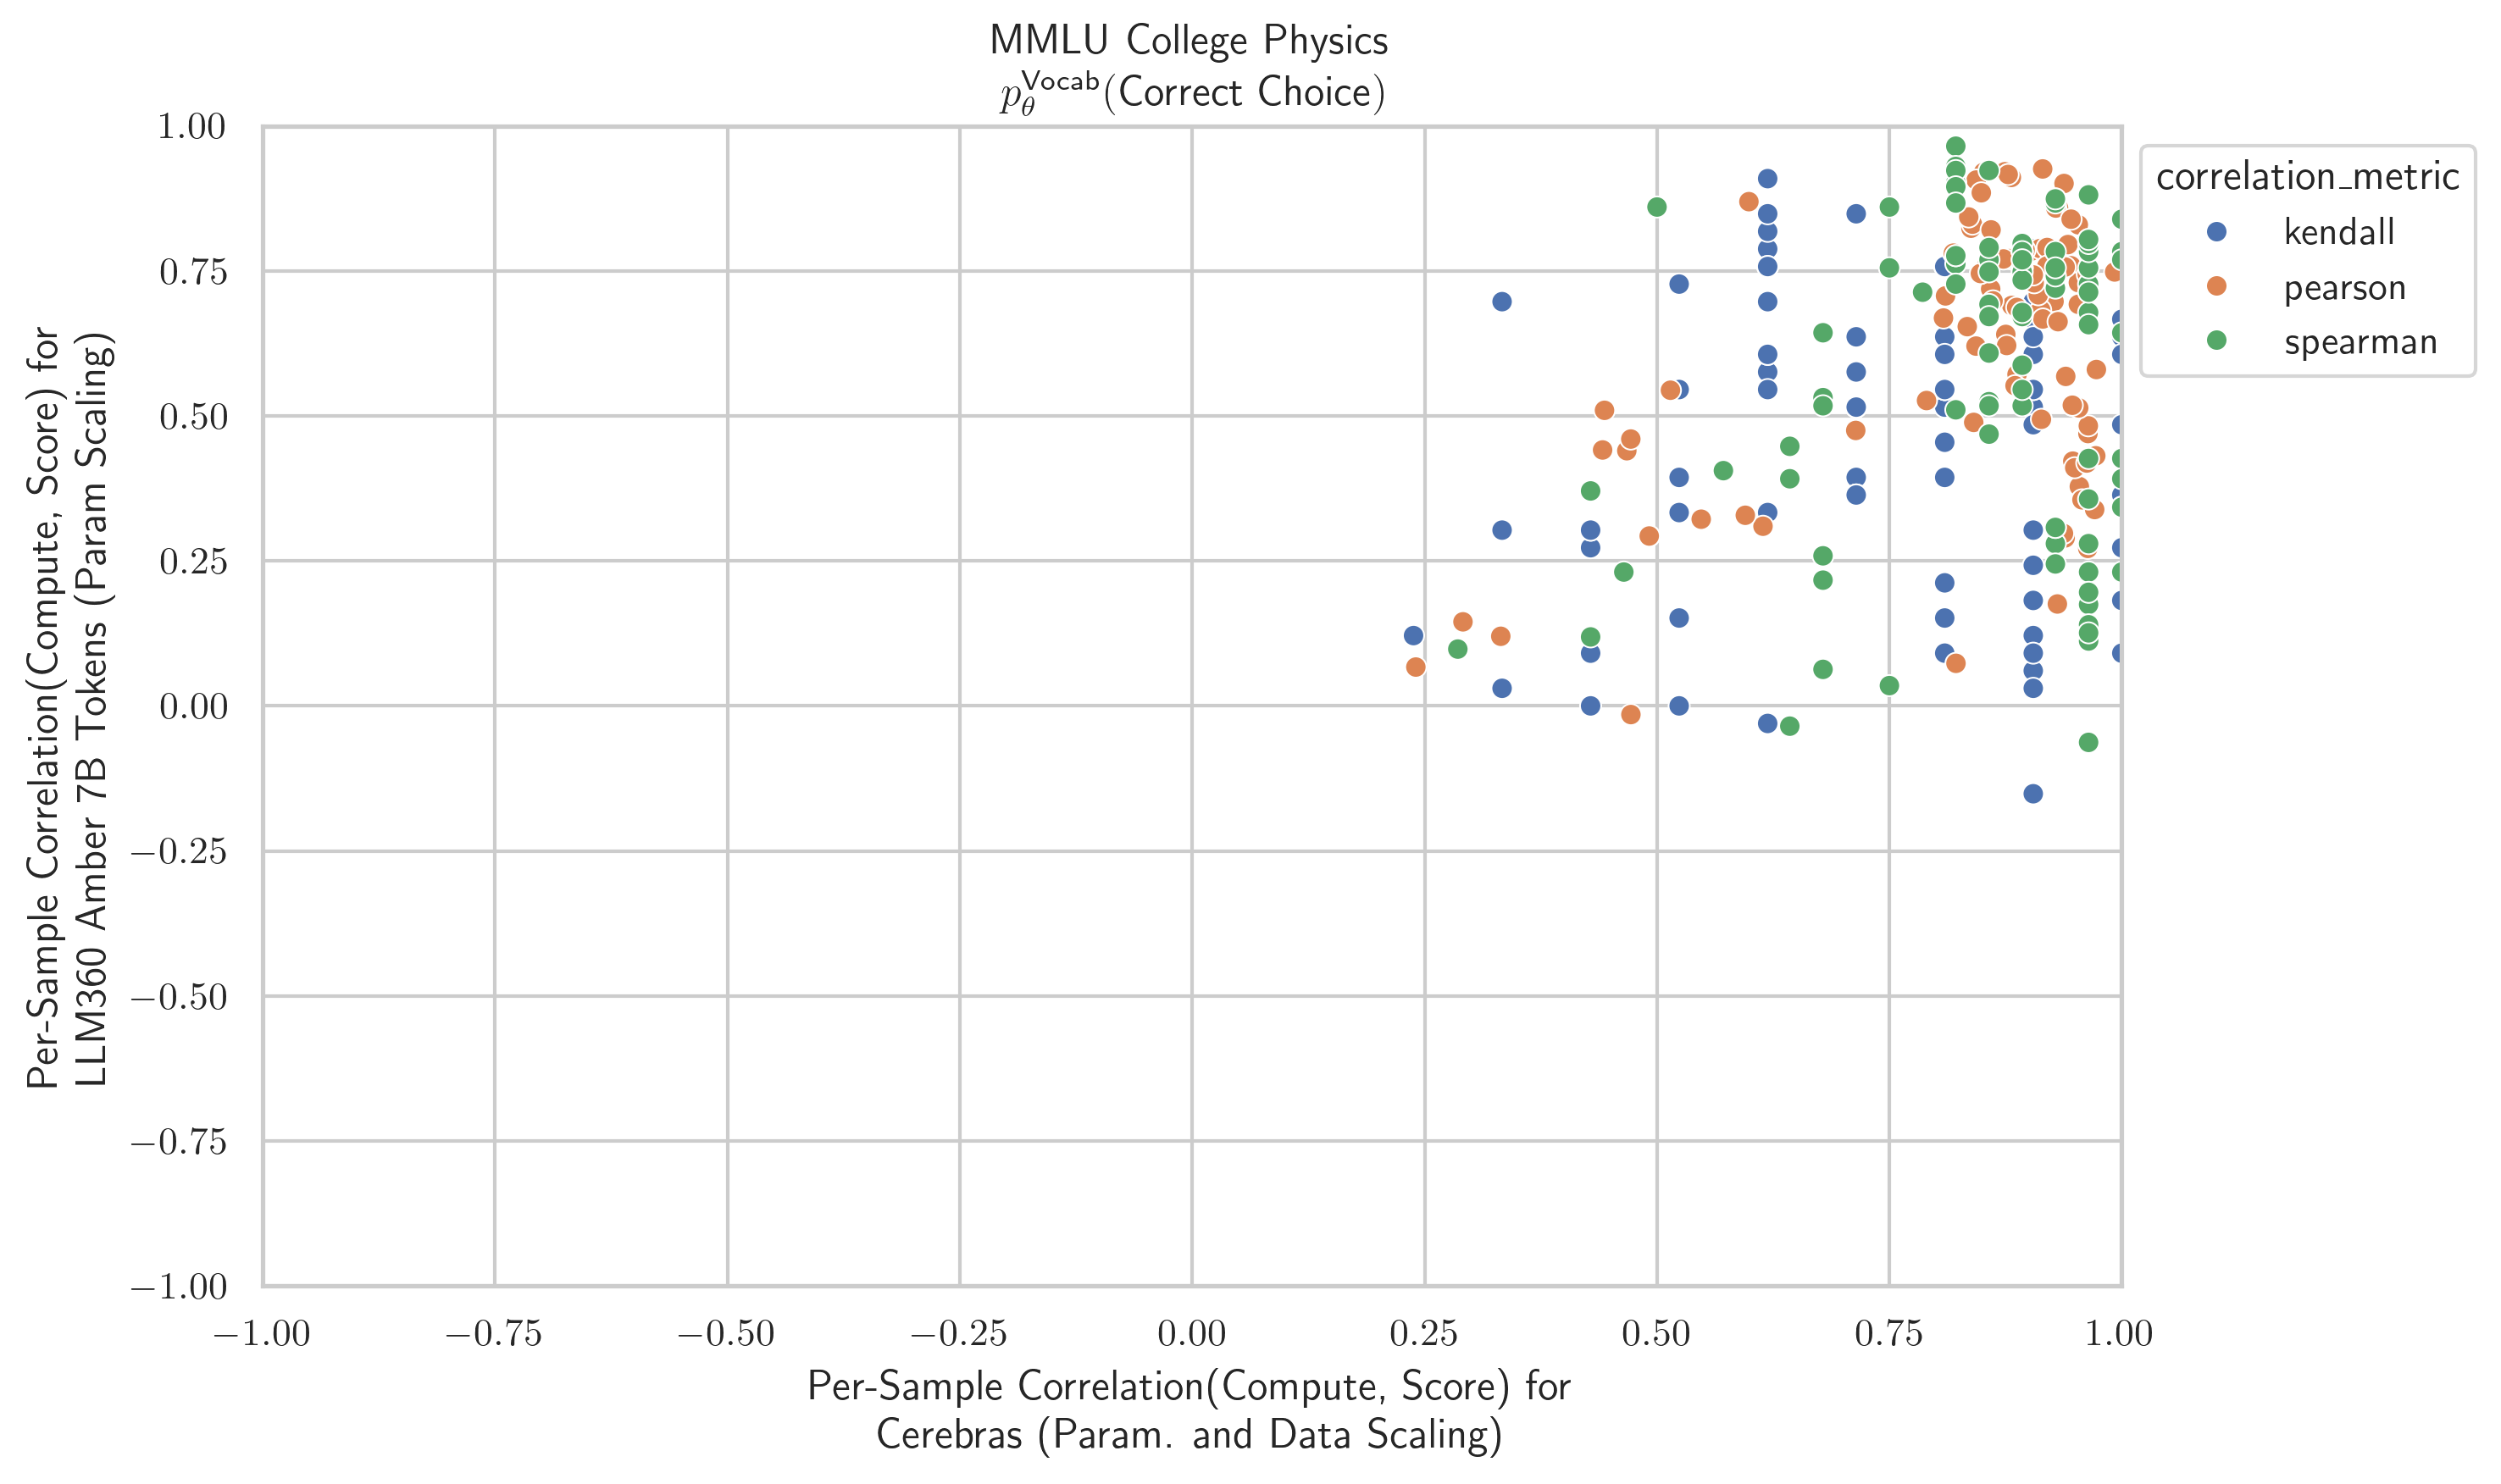 MMLU College Physics
p_θ^Vocab(Correct Choice)
Per-Sample Correlation(Compute, Score) for
LLM360 Amber 7B Tokens (Param Scaling)
1.00
0.75
0.50
0.25
0.00
−0.25
−0.50
−0.75
−1.00
−1.00 −0.75 −0.50 −0.25 0.00 0.25 0.50 0.75 1.00
Per-Sample Correlation(Compute, Score) for
Cerebras (Param. and Data Scaling)
correlation_metric
kendall
pearson
spearman